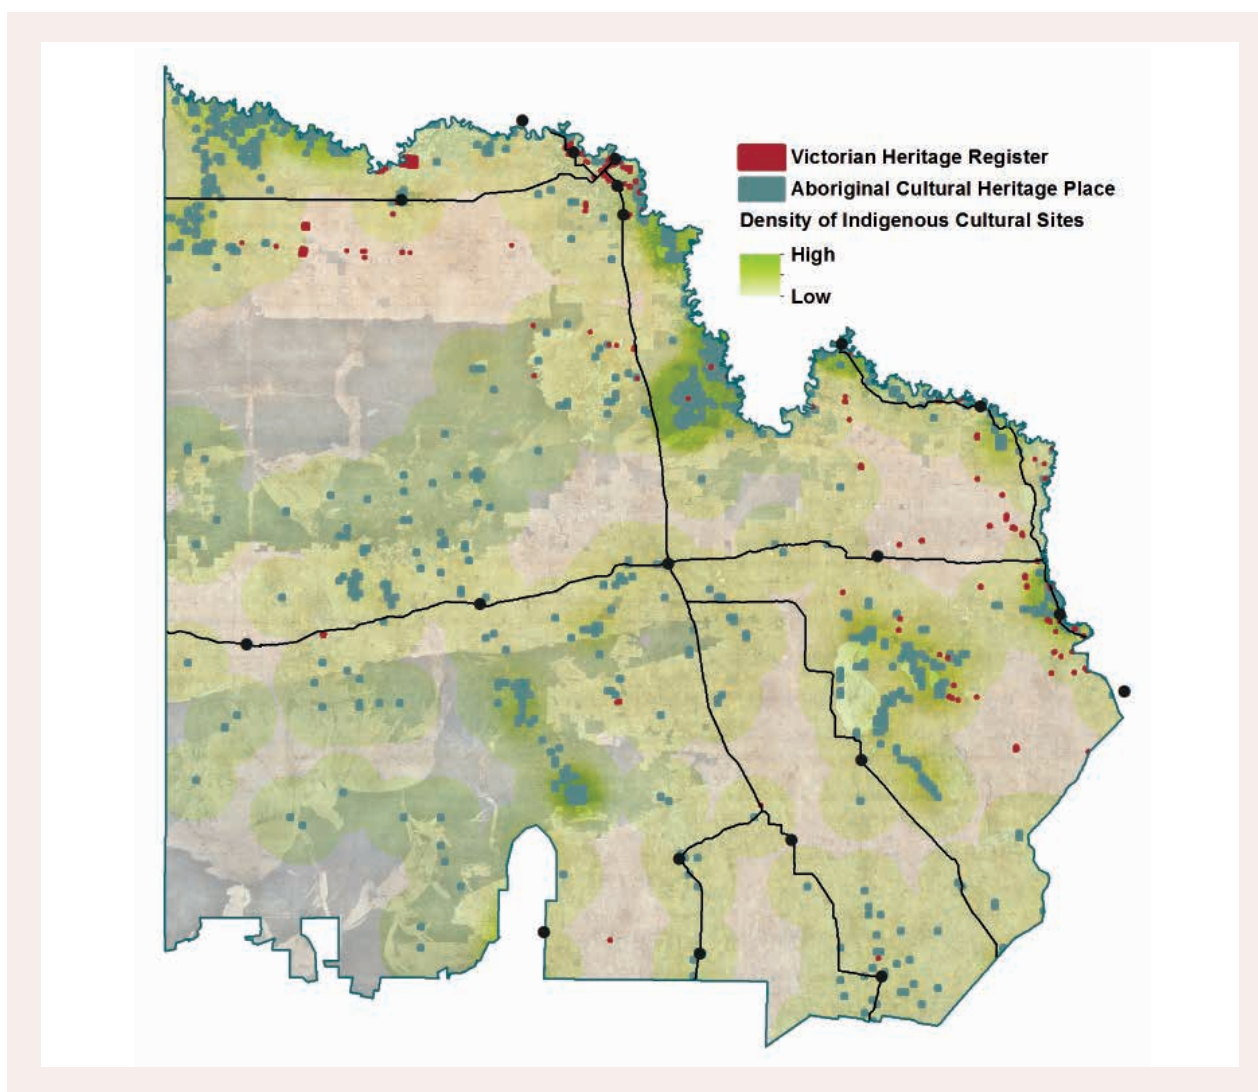 Victorian Heritage Register
Aboriginal Cultural Heritage Place
Density of Indigenous Cultural Sites
High
Low